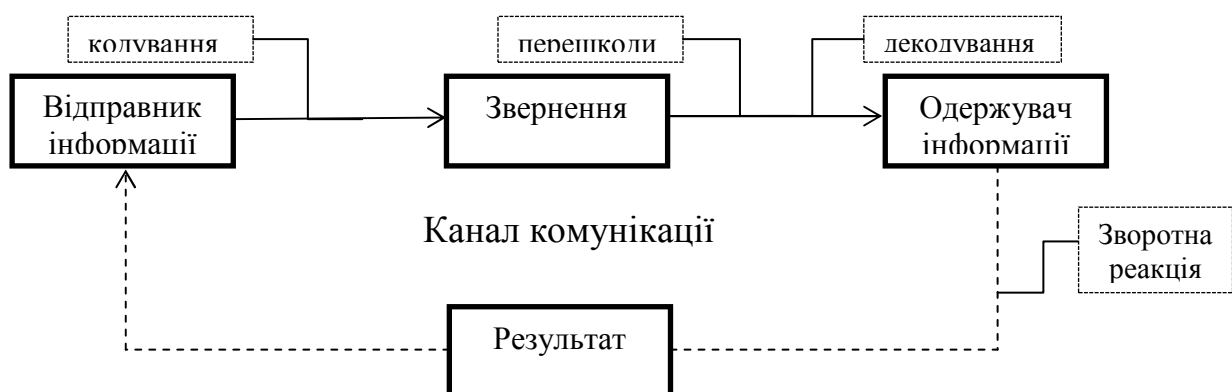 кодування
перешкоди
декодування
Відправник
інформації
Звернення
Одержувач
інформації
Канал комунікації
Зворотна
реакція
Результат